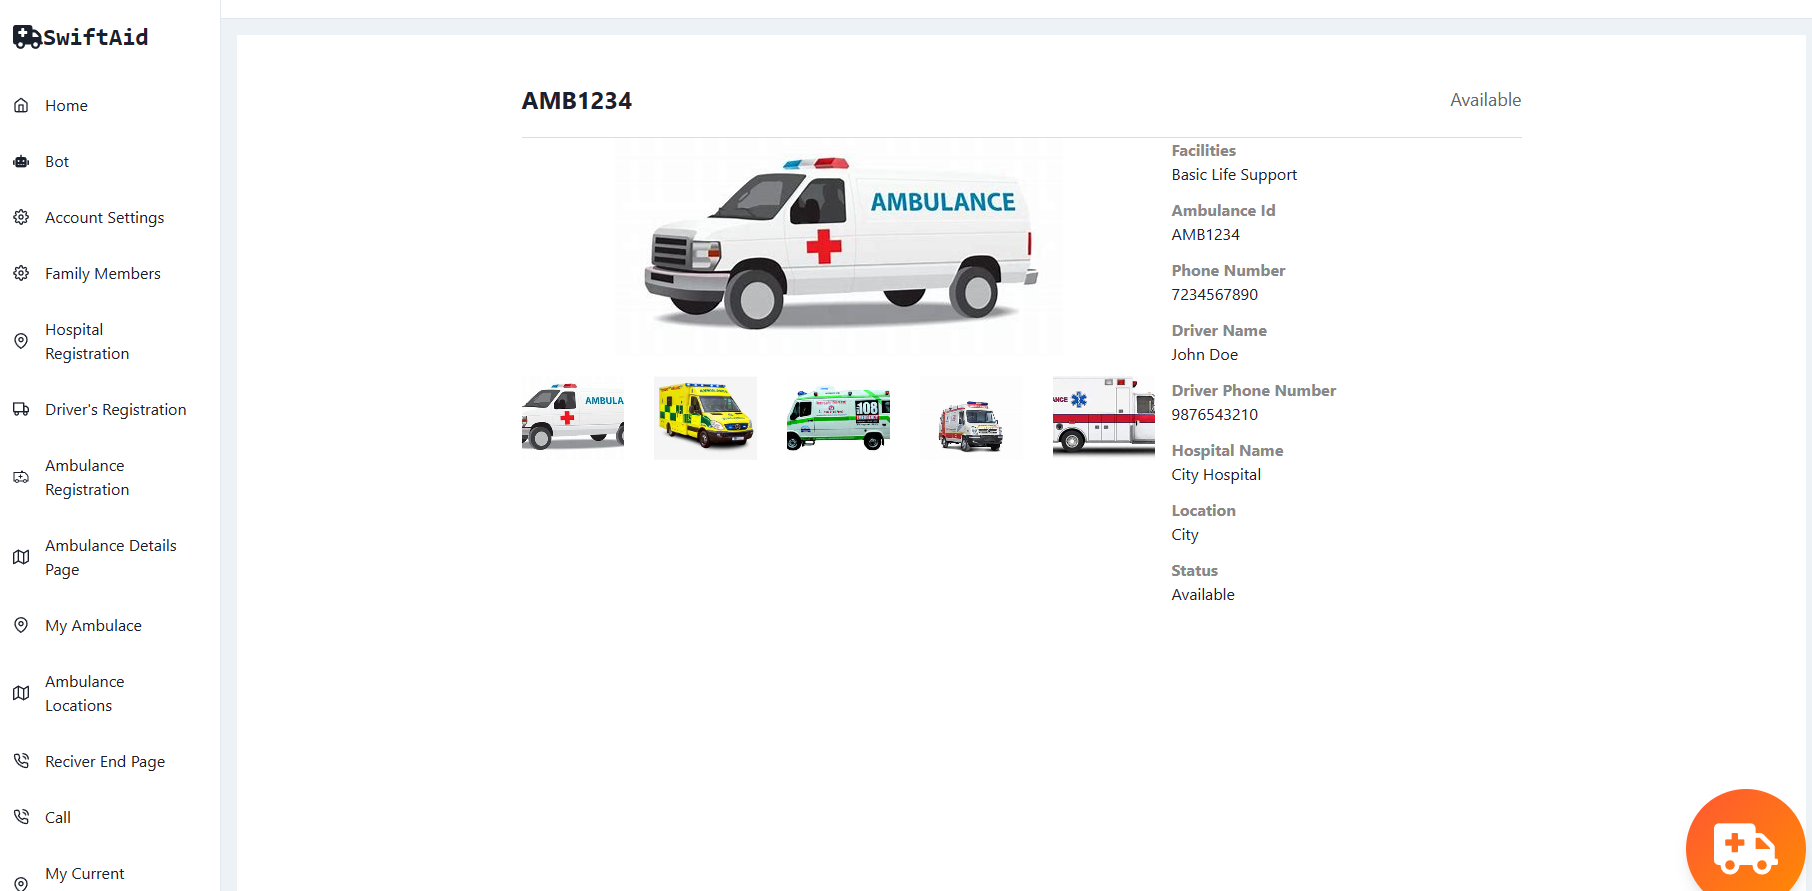 SwiftAid
Home
Bot
Account Settings
Family Members
Hospital
Registration
Driver's Registration
Ambulance
Registration
Ambulance Details
Page
My Ambulace
Ambulance
Locations
Reciver End Page
Call
My Current
AMB1234
Available
AMBULANCE
AMBULA
108
ANCE
Facilities
Basic Life Support
Ambulance Id
AMB1234
Phone Number
7234567890
Driver Name
John Doe
Driver Phone Number
9876543210
Hospital Name
City Hospital
Location
City
Status
Available